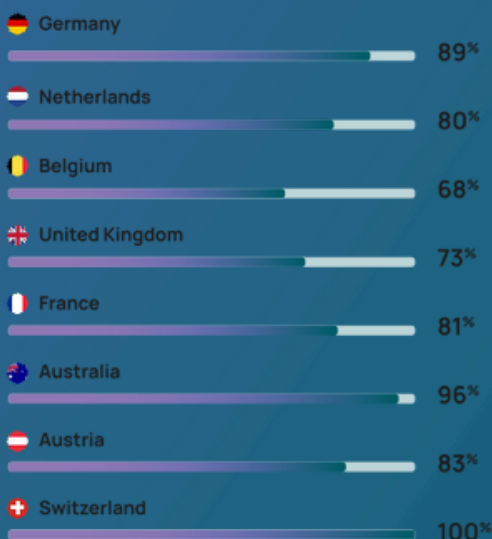 Germany
89%
Netherlands
80%
Belgium
68%
United Kingdom
73%
France
81%
Australia
96%
Austria
83%
Switzerland
100%